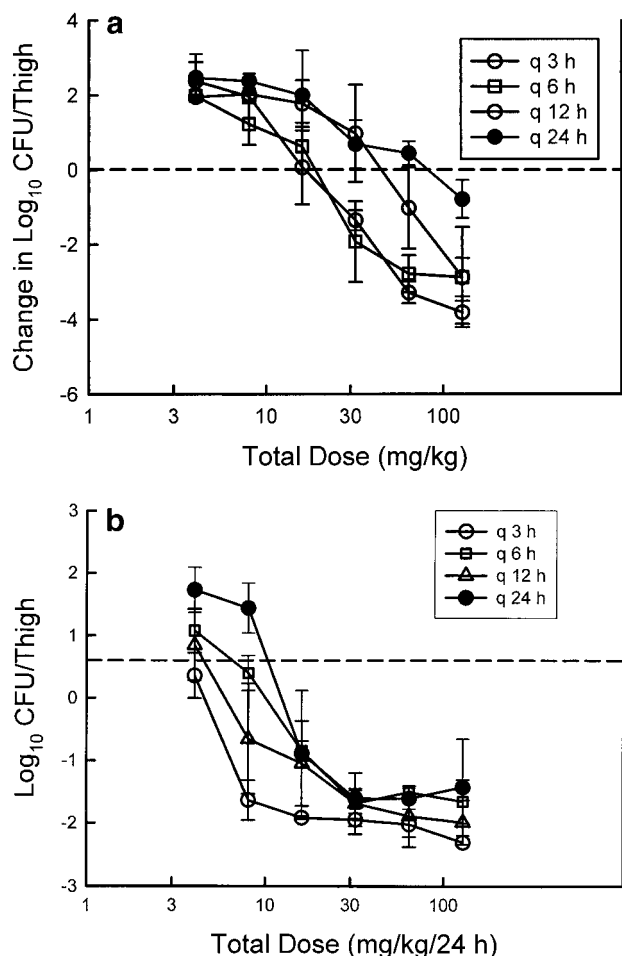 a
4
2
0
-2
-4
-6
Change in Log10 CFU/Thigh
q 3 h
q 6 h
q 12 h
q 24 h
1 3 10 30 100
Total Dose (mg/kg)
b
3
2
1
0
-1
-2
-3
Log10 CFU/Thigh
q 3 h
q 6 h
q 12 h
q 24 h
1 3 10 30 100
Total Dose (mg/kg/24 h)